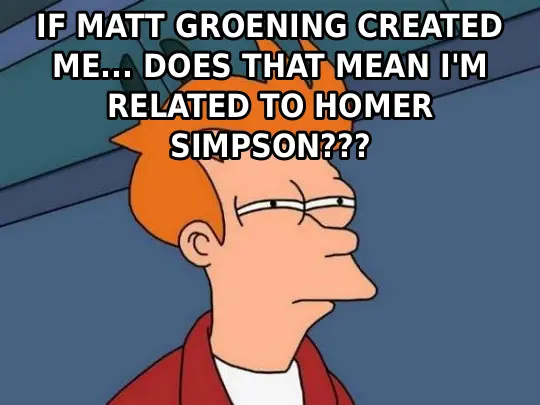 IF MATT GROENING CREATED
ME... DOES THAT MEAN I'M
RELATED TO HOMER
SIMPSON???